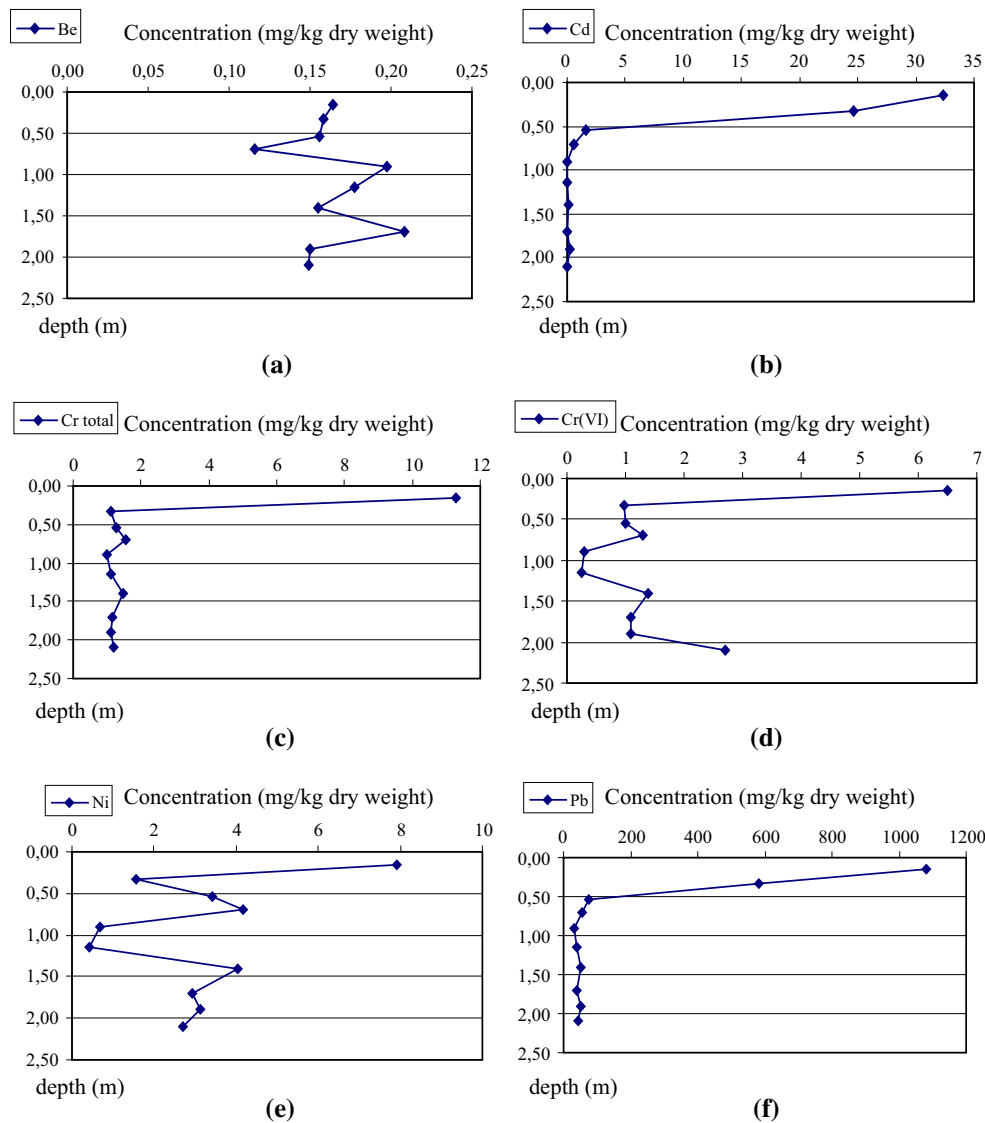 Be
Concentration (mg/kg dry weight)
0,00 0,05 0,10 0,15 0,20 0,25
0,00
0,50
1,00
1,50
2,00
2,50
depth (m)
(a)
Cd
Concentration (mg/kg dry weight)
0 5 10 15 20 25 30 35
0,00
0,50
1,00
1,50
2,00
2,50
depth (m)
(b)
Cr total
Concentration (mg/kg dry weight)
0 2 4 6 8 10 12
0,00
0,50
1,00
1,50
2,00
2,50
depth (m)
(c)
Cr(VI)
Concentration (mg/kg dry weight)
0 1 2 3 4 5 6 7
0,00
0,50
1,00
1,50
2,00
2,50
depth (m)
(d)
Ni
Concentration (mg/kg dry weight)
0 2 4 6 8 10
0,00
0,50
1,00
1,50
2,00
2,50
depth (m)
(e)
Pb
Concentration (mg/kg dry weight)
0 200 400 600 800 1000 1200
0,00
0,50
1,00
1,50
2,00
2,50
depth (m)
(f)